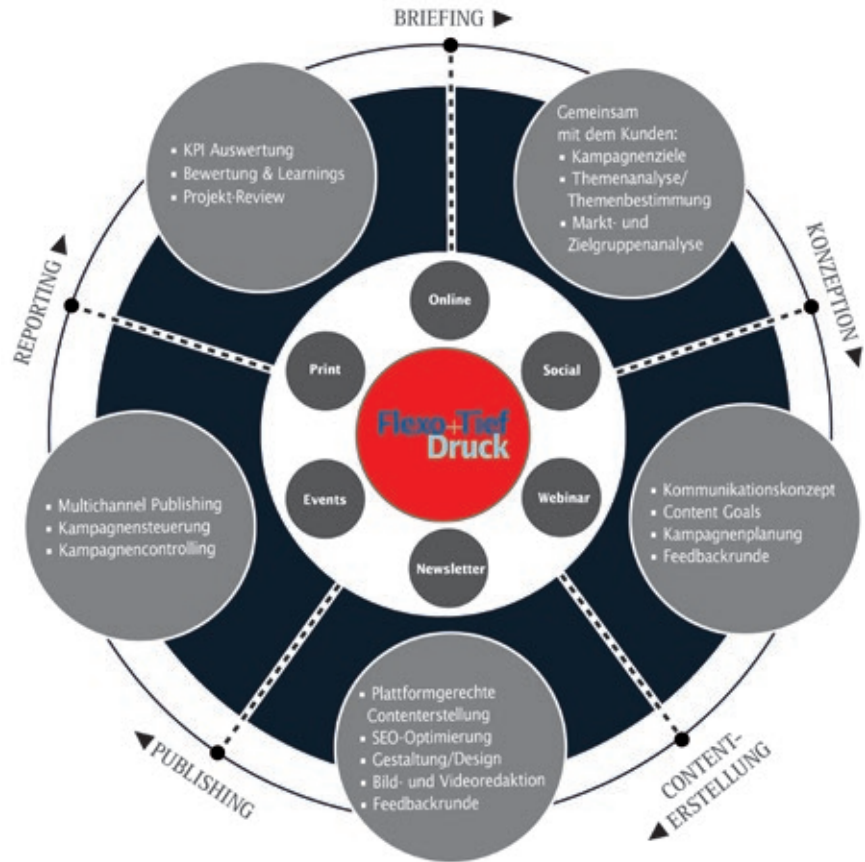 BRIEFING ▶
▪ KPI Auswertung
▪ Bewertung & Learnings
▪ Projekt-Review
Gemeinsam
mit dem Kunden:
▪ Kampagnenziele
▪ Themenanalyse/
Themenbestimmung
▪ Markt- und
Zielgruppenanalyse
REPORTING ▶
KONZEPTION ▶
Online
Print
Social
Flexo+Tief
Druck
Events
Webinar
Newsletter
▪ Multichannel Publishing
▪ Kampagnensteuerung
▪ Kampagnencontrolling
▪ Kommunikationskonzept
▪ Content Goals
▪ Kampagnenplanung
▪ Feedbackrunde
▪ Plattformgerechte
Contenterstellung
▪ SEO-Optimierung
▪ Gestaltung/Design
▪ Bild- und Videoredaktion
▪ Feedbackrunde
◀ PUBLISHING
CONTENT-
◀ ERSTELLUNG